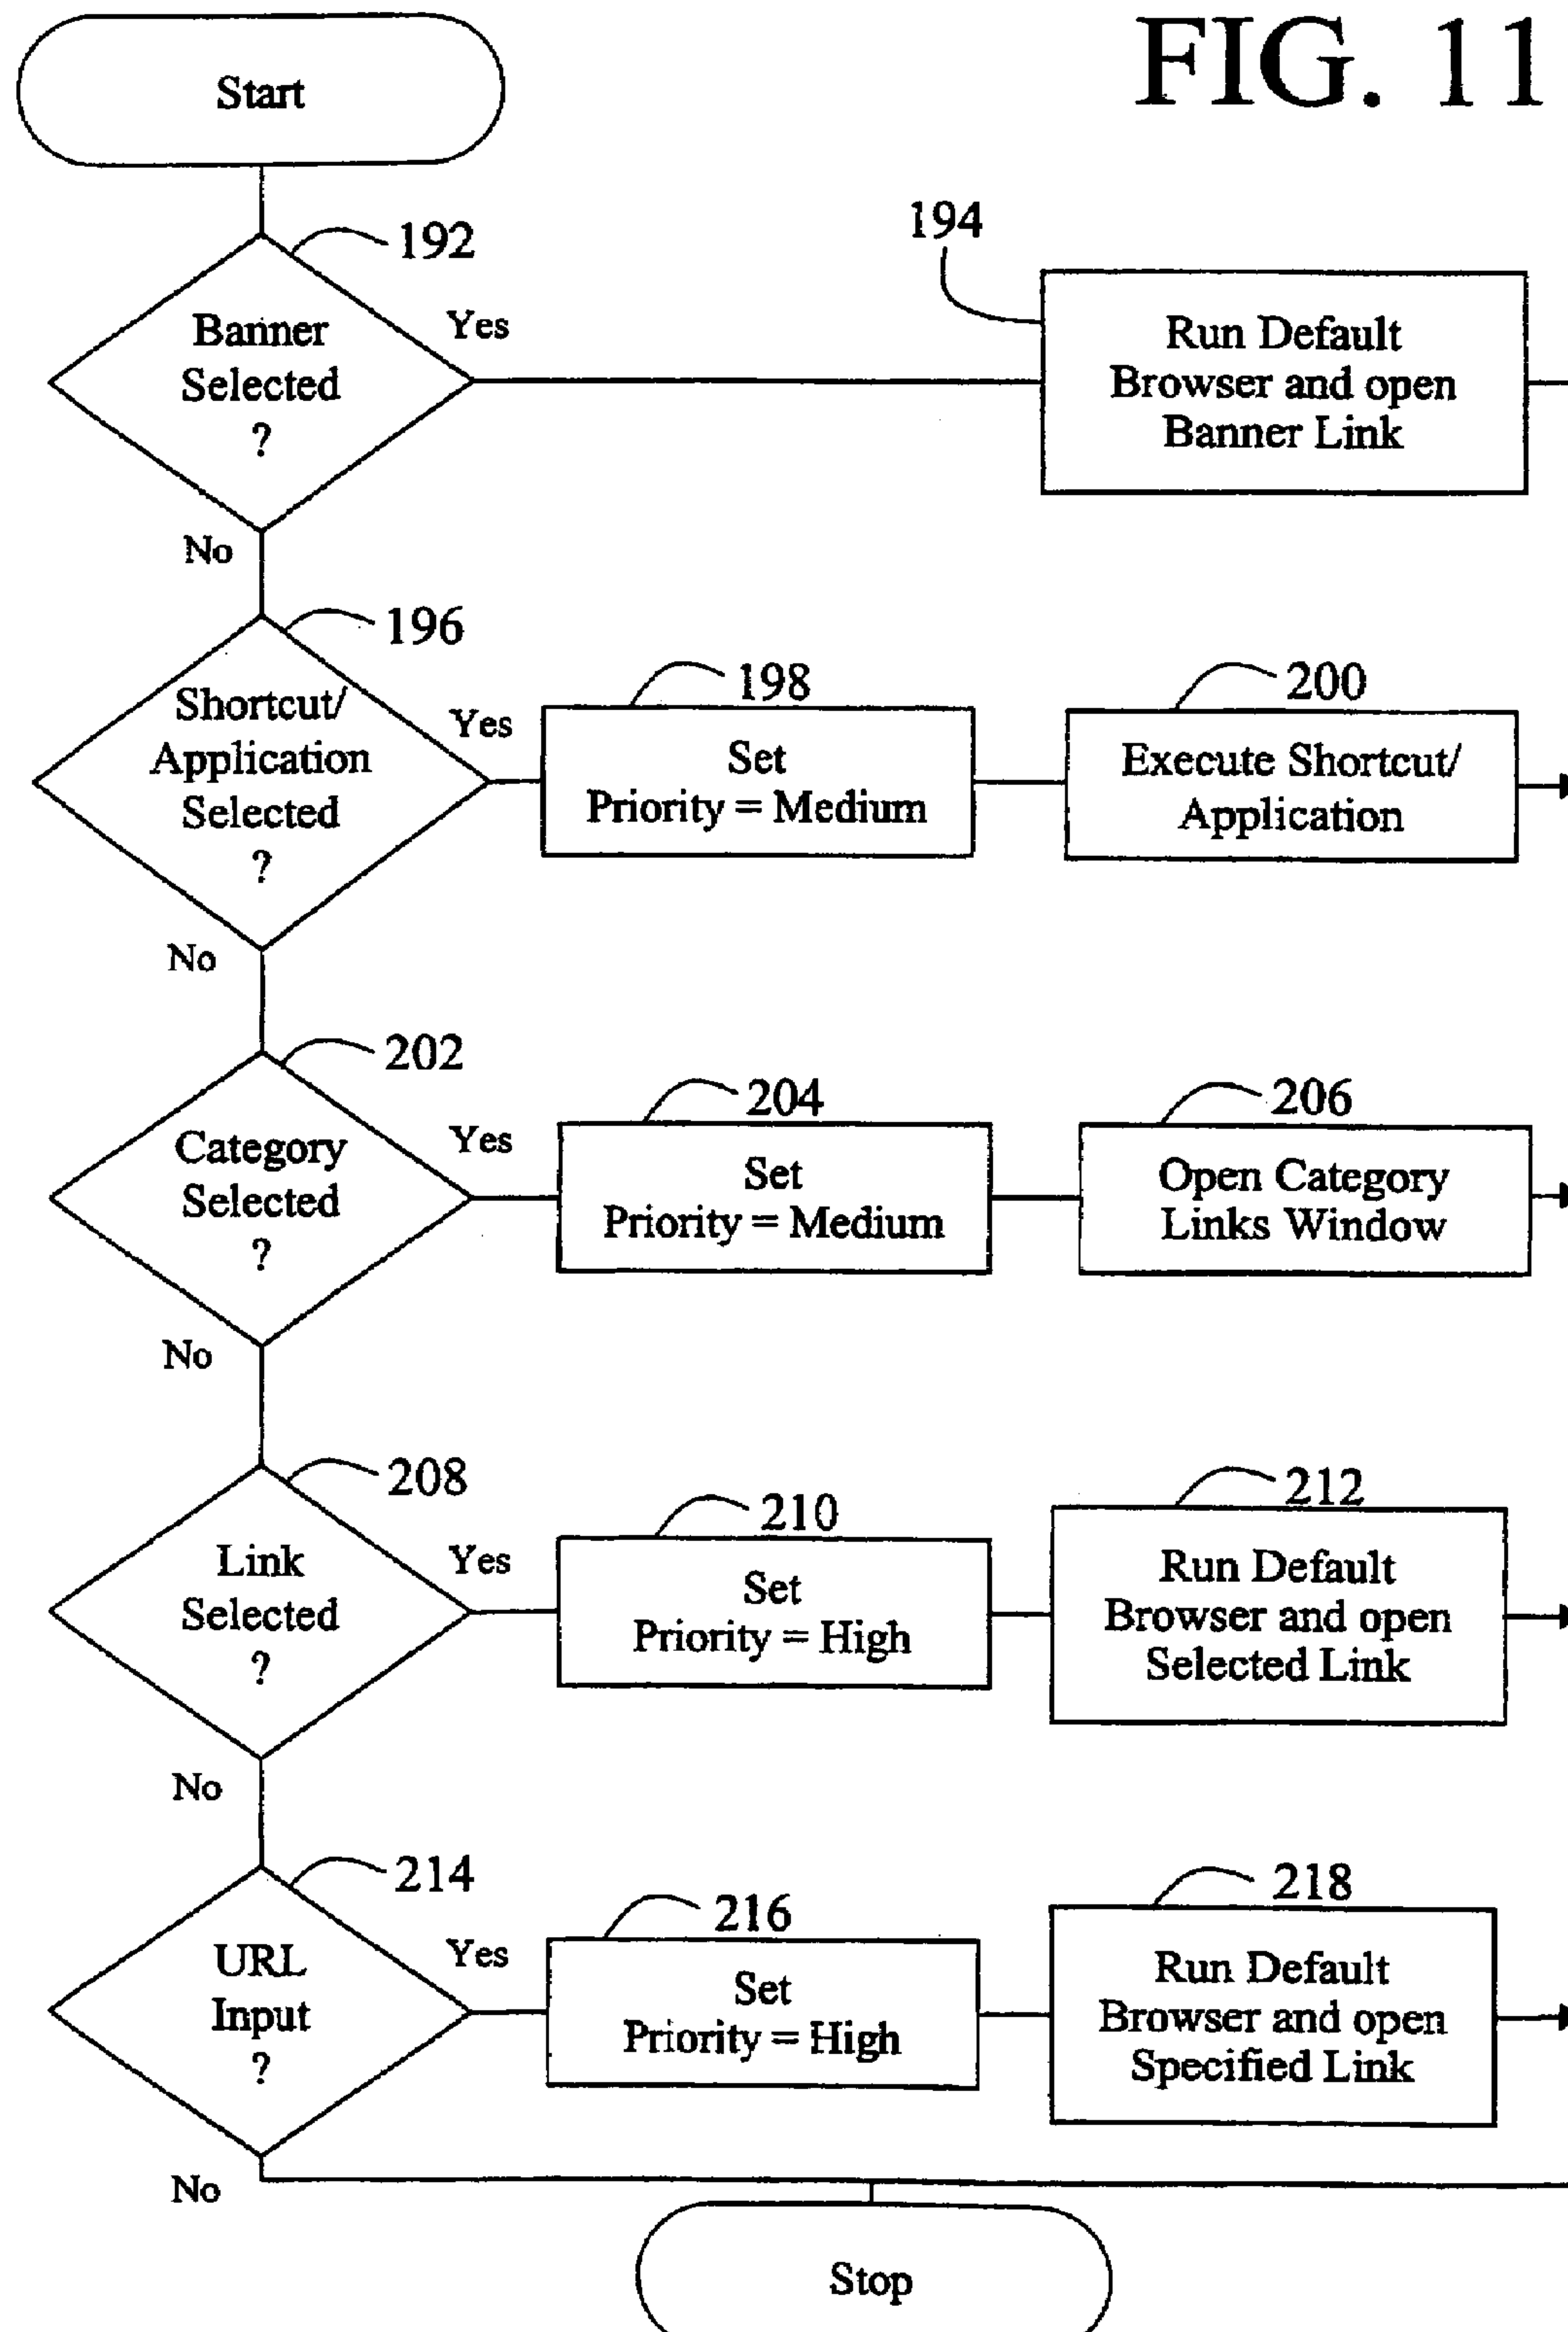 FIG. 11
Start
192
Banner
Selected
?
Yes
No
194
Run Default
Browser and open
Banner Link
196
Shortcut/
Application
Selected
?
Yes
No
198
Set
Priority = Medium
200
Execute Shortcut/
Application
202
Category
Selected
?
Yes
No
204
Set
Priority = Medium
206
Open Category
Links Window
208
Link
Selected
?
Yes
No
210
Set
Priority = High
212
Run Default
Browser and open
Selected Link
214
URL
Input
?
Yes
No
216
Set
Priority = High
218
Run Default
Browser and open
Specified Link
Stop